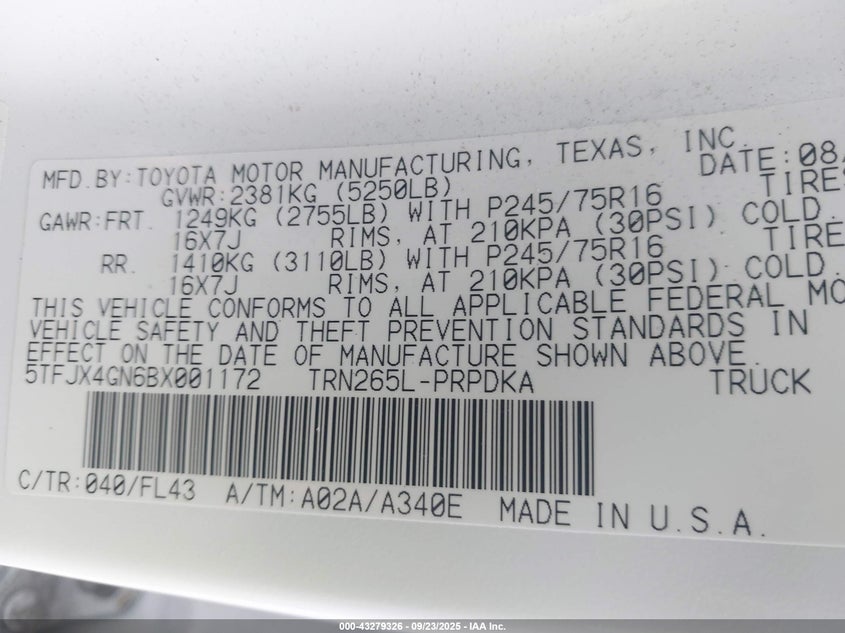 MFD.BY:TOYOTA MOTOR MANUFACTURING, TEXAS, INC.
GVWR:2381KG (5250LB) DATE:08
GAWR:FRT. 1249KG (2755LB) WITH P245/75R16 TIRES
16X7J RIMS, AT 210KPA (30PSI) COLD.
RR. 1410KG (3110LB) WITH P245/75R16 TIRE
16X7J RIMS, AT 210KPA (30PSI) COLD.
THIS VEHICLE CONFORMS TO ALL APPLICABLE FEDERAL MO
VEHICLE SAFETY AND THEFT PREVENTION STANDARDS IN
EFFECT ON THE DATE OF MANUFACTURE SHOWN ABOVE.
5TFJX4GN6BX001172 TRN265L-PRPDKA TRUCK
C/TR:040/FL43 A/TM:A02A/A340E MADE IN U.S.A.
000-43279326 - 09/23/2025 - IAA Inc.